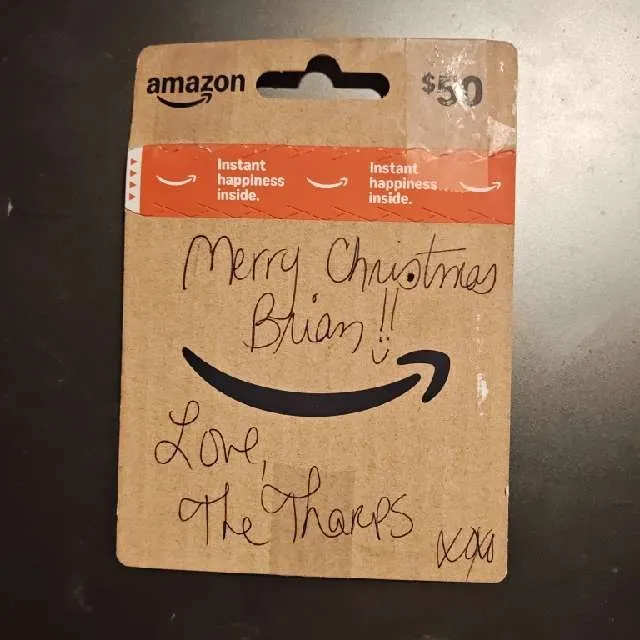 amazon
$50
Instant
happiness
inside.
Instant
happiness
inside.
Merry Christmas
Brian!!
Love,
The Tharps
xoxo